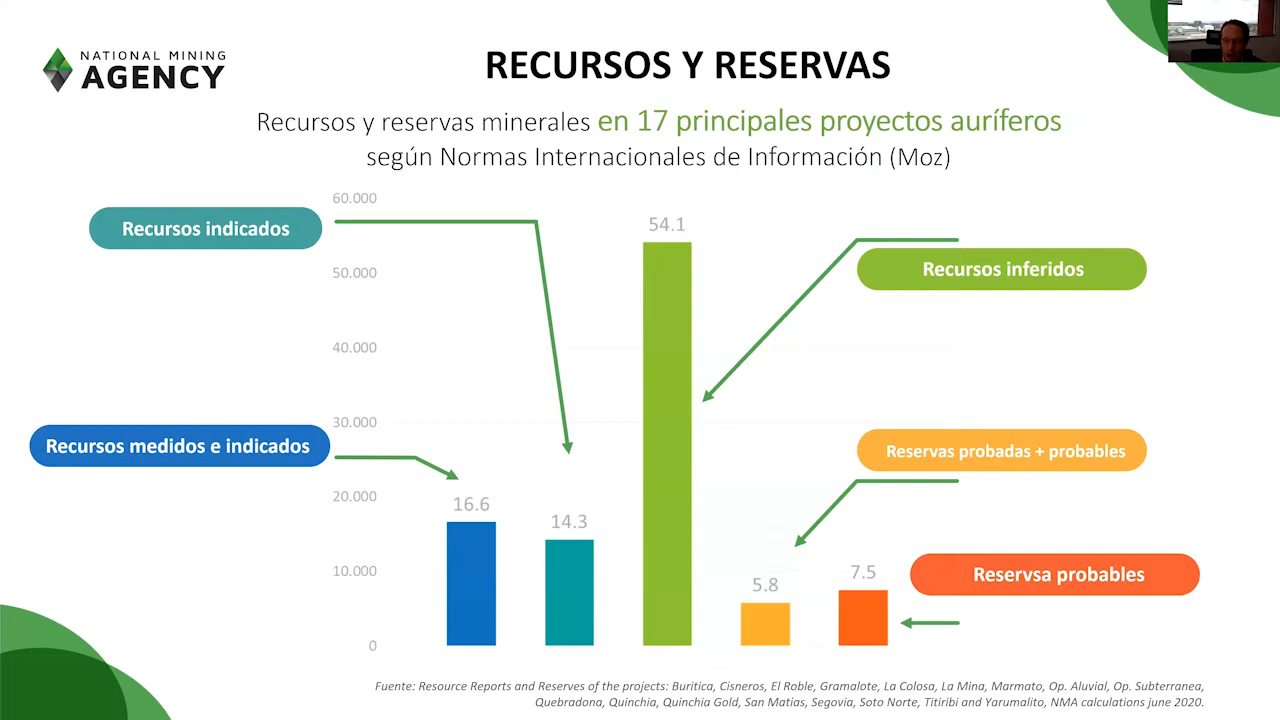 NATIONAL MINING
AGENCY
RECURSOS Y RESERVAS
Recursos y reservas minerales en 17 principales proyectos auríferos
según Normas Internacionales de Información (Moz)
60.000
50.000
40.000
30.000
20.000
10.000
0
Recursos indicados
Recursos medidos e indicados
16.6
14.3
54.1
5.8
7.5
Recursos inferidos
Reservas probadas + probables
Reservsa probables
Fuente: Resource Reports and Reserves of the projects: Buritica, Cisneros, El Roble, Gramalote, La Colosa, La Mina, Marmato, Op. Aluvial, Op. Subterranea,
Quebradona, Quinchia, Quinchia Gold, San Matias, Segovia, Soto Norte, Titiribi and Yarumalito, NMA calculations june 2020.